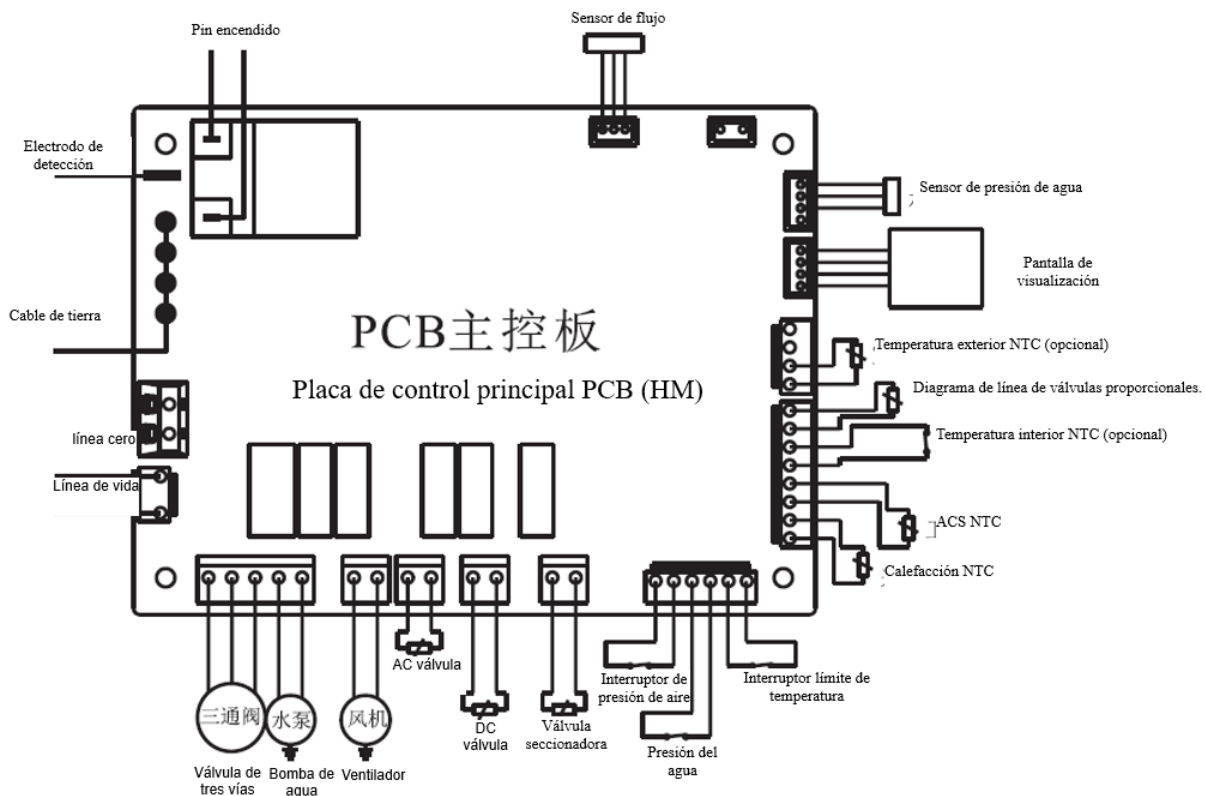 Pin encendido
Sensor de flujo
Electrodo de
detección
Sensor de presión de agua
Pantalla de
visualización
Cable de tierra
PCB主控板
Placa de control principal PCB (HM)
Temperatura exterior NTC (opcional)
Diagrama de línea de válvulas proporcionales.
Temperatura interior NTC (opcional)
línea cero
Línea de vida
ACS NTC
Calefacción NTC
AC válvula
Interruptor de
presión de aire
Interruptor límite de
temperatura
三通阀
水泵
风机
DC
válvula
Válvula
seccionadora
Presión del
agua
Válvula de
tres vías
Bomba de
agua
Ventilador